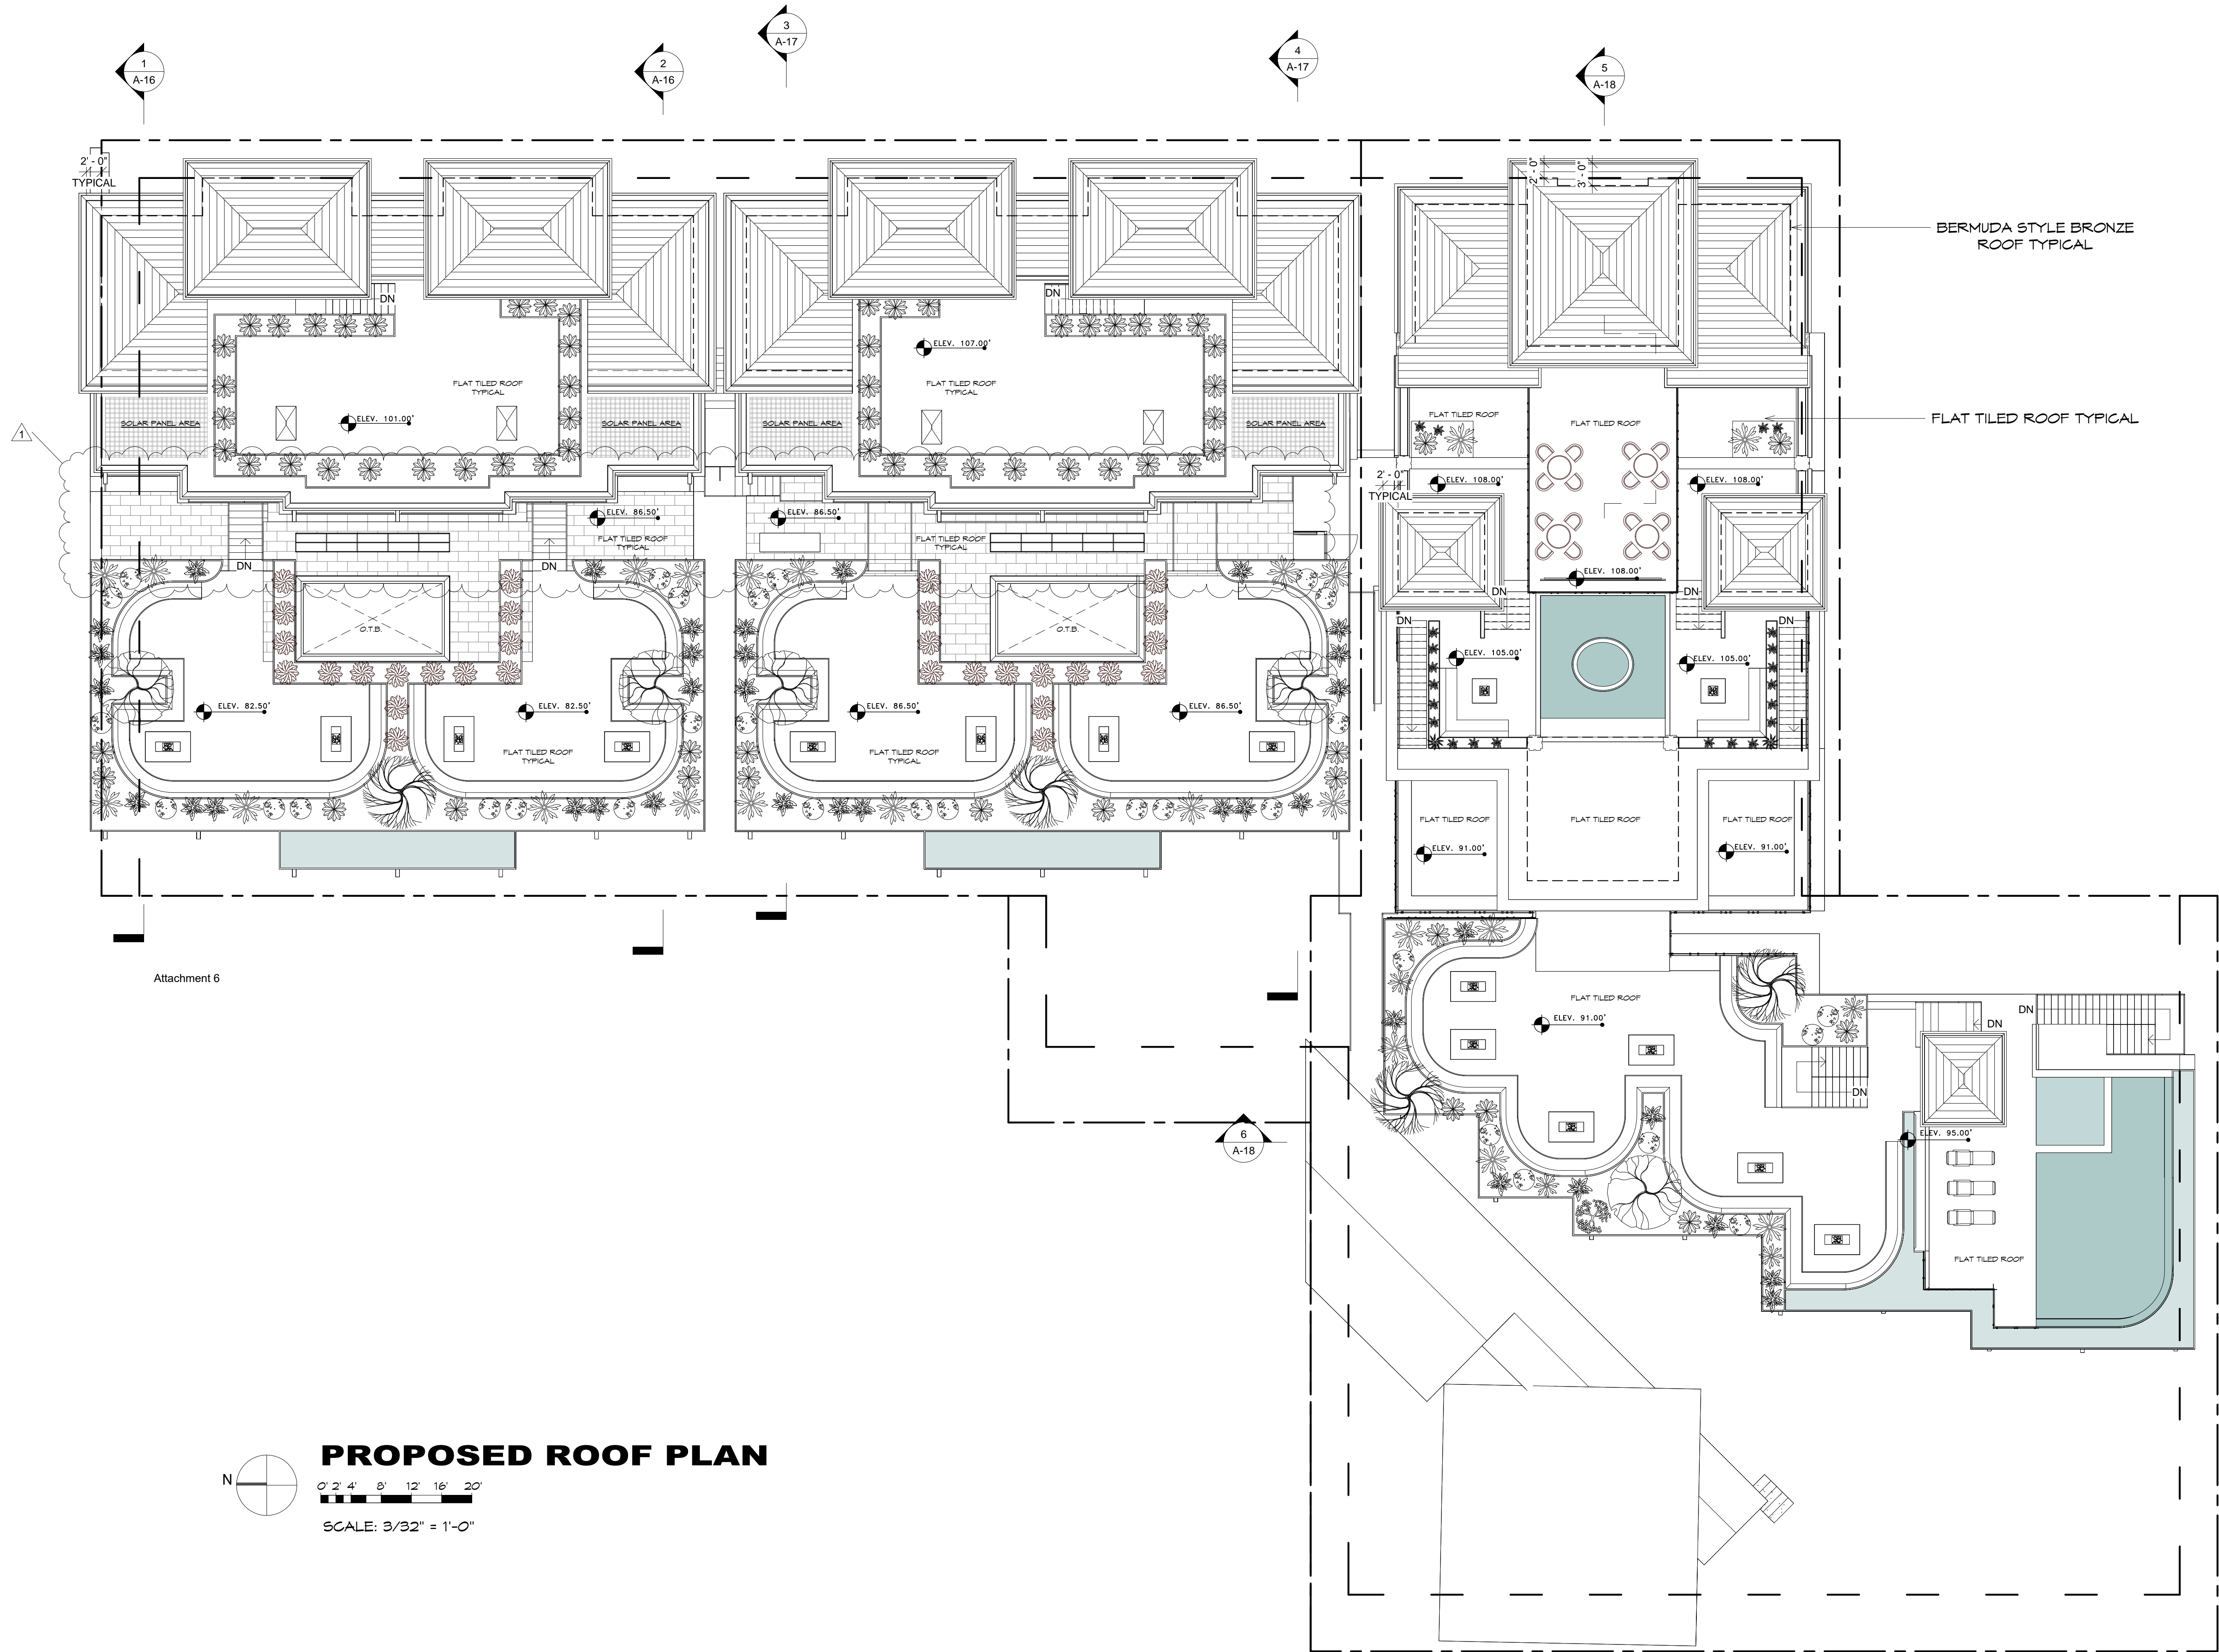 3
A-17
4
A-17
1
A-16
2
A-16
5
A-18
2' - 0"
TYPICAL
2' - 0"
3' - 0"
BERMUDA STYLE BRONZE
ROOF TYPICAL
DN
DN
ELEV. 107.00'
FLAT TILED ROOF
TYPICAL
FLAT TILED ROOF
TYPICAL
FLAT TILED ROOF
FLAT TILED ROOF
FLAT TILED ROOF TYPICAL
SOLAR PANEL AREA
ELEV. 101.00'
SOLAR PANEL AREA
SOLAR PANEL AREA
SOLAR PANEL AREA
1
2' - 0"
TYPICAL
ELEV. 108.00'
ELEV. 108.00'
ELEV. 86.50'
ELEV. 86.50'
FLAT TILED ROOF
TYPICAL
FLAT TILED ROOF
TYPICAL
DN
DN
ELEV. 108.00'
DN
DN
DN
DN
O.T.B.
O.T.B.
ELEV. 105.00'
ELEV. 105.00'
ELEV. 82.50'
ELEV. 82.50'
ELEV. 86.50'
ELEV. 86.50'
FLAT TILED ROOF
TYPICAL
FLAT TILED ROOF
TYPICAL
FLAT TILED ROOF
FLAT TILED ROOF
FLAT TILED ROOF
ELEV. 91.00'
ELEV. 91.00'
Attachment 6
FLAT TILED ROOF
ELEV. 91.00'
DN
DN
DN
6
A-18
ELEV. 95.00'
FLAT TILED ROOF
N
PROPOSED ROOF PLAN
0' 2' 4' 8' 12' 16' 20'
SCALE: 3/32" = 1'-0"